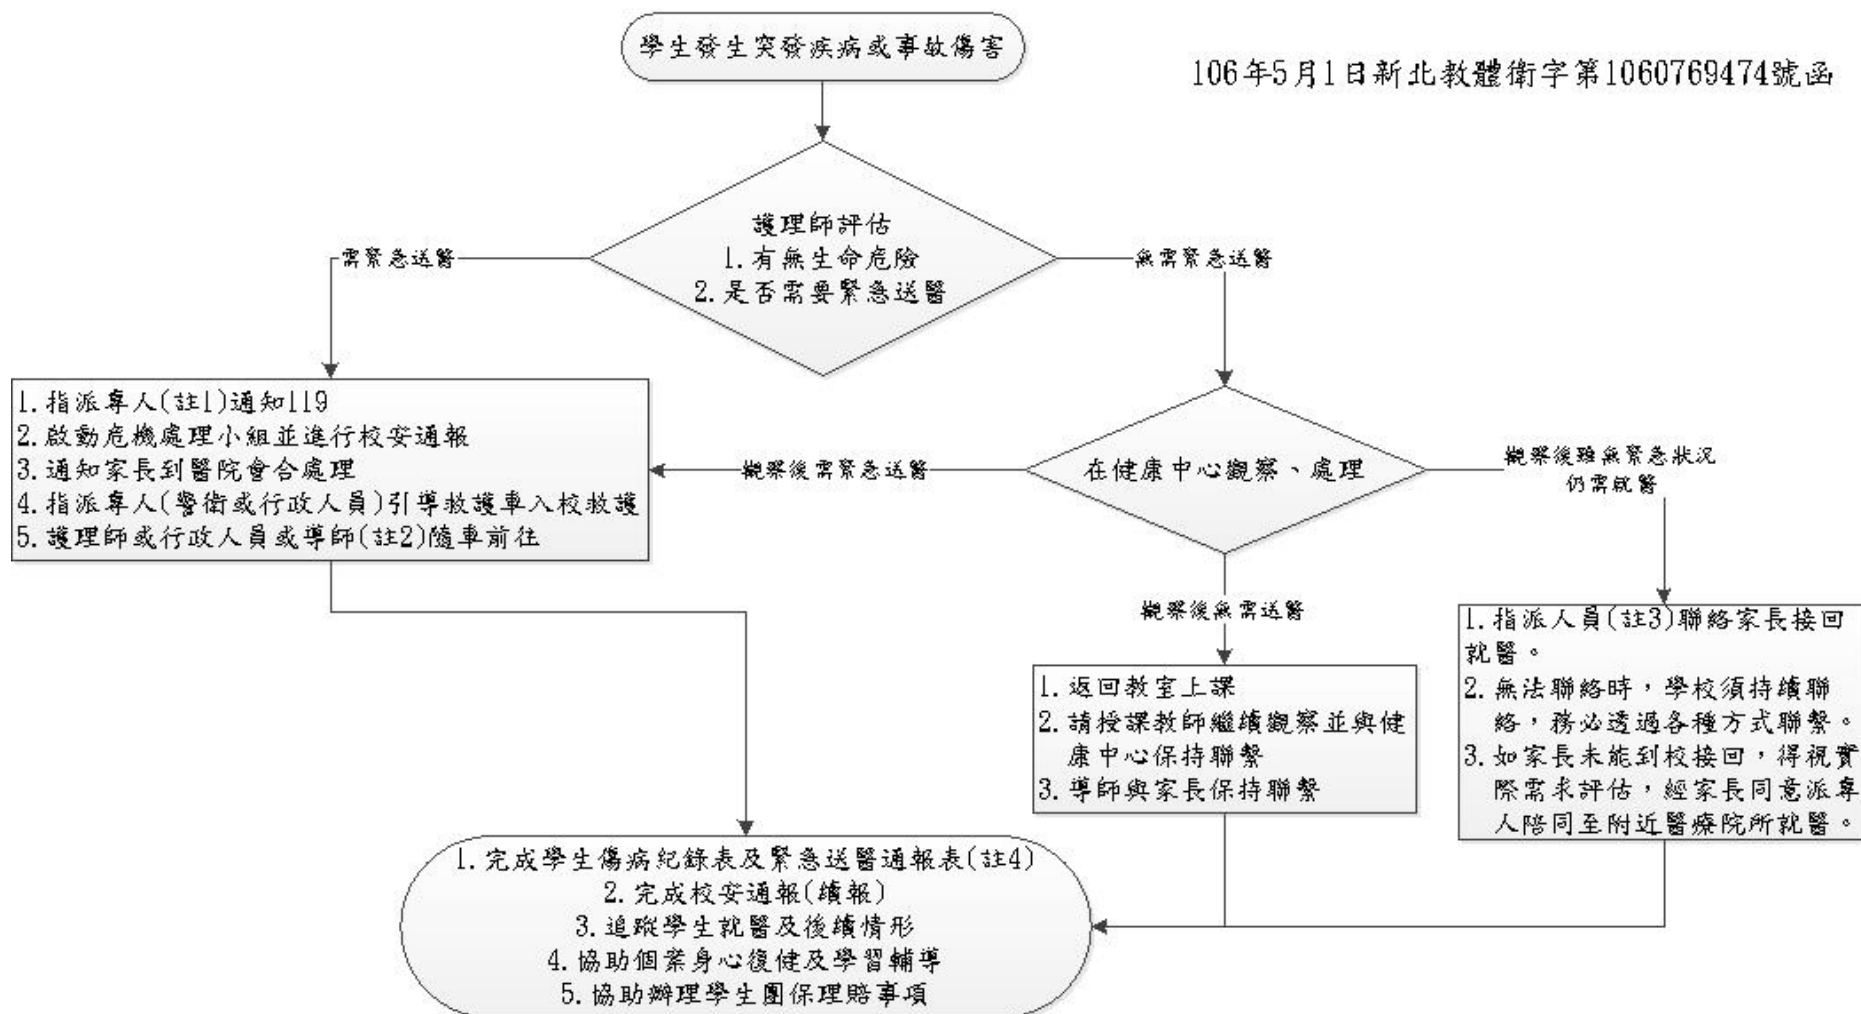 學生發生突發疾病或事故傷害
106年5月1日新北教體衛字第1060769474號函
護理師評估
1.有無生命危險
2.是否需要緊急送醫
需緊急送醫
無需緊急送醫
1.指派專人(註1)通知119
2.啟動危機處理小組並進行校安通報
3.通知家長到醫院會合處理
4.指派專人(警衛或行政人員)引導救護車入校救護
5.護理師或行政人員或導師(註2)隨車前往
觀察後需緊急送醫
在健康中心觀察、處理
觀察後雖無緊急狀況
仍需就醫
觀察後無需送醫
1.返回教室上課
2.請授課教師繼續觀察並與健
康中心保持聯繫
3.導師與家長保持聯繫
1.指派人員(註3)聯絡家長接回
就醫。
2.無法聯絡時，學校須持續聯
絡，務必透過各種方式聯繫。
3.如家長未能到校接回，得視實
際需求評估，經家長同意派專
人陪同至附近醫療院所就醫。
1.完成學生傷病紀錄表及緊急送醫通報表(註4)
2.完成校安通報(續報)
3.追蹤學生就醫及後續情形
4.協助個案身心復健及學習輔導
5.協助辦理學生團保理賠事項